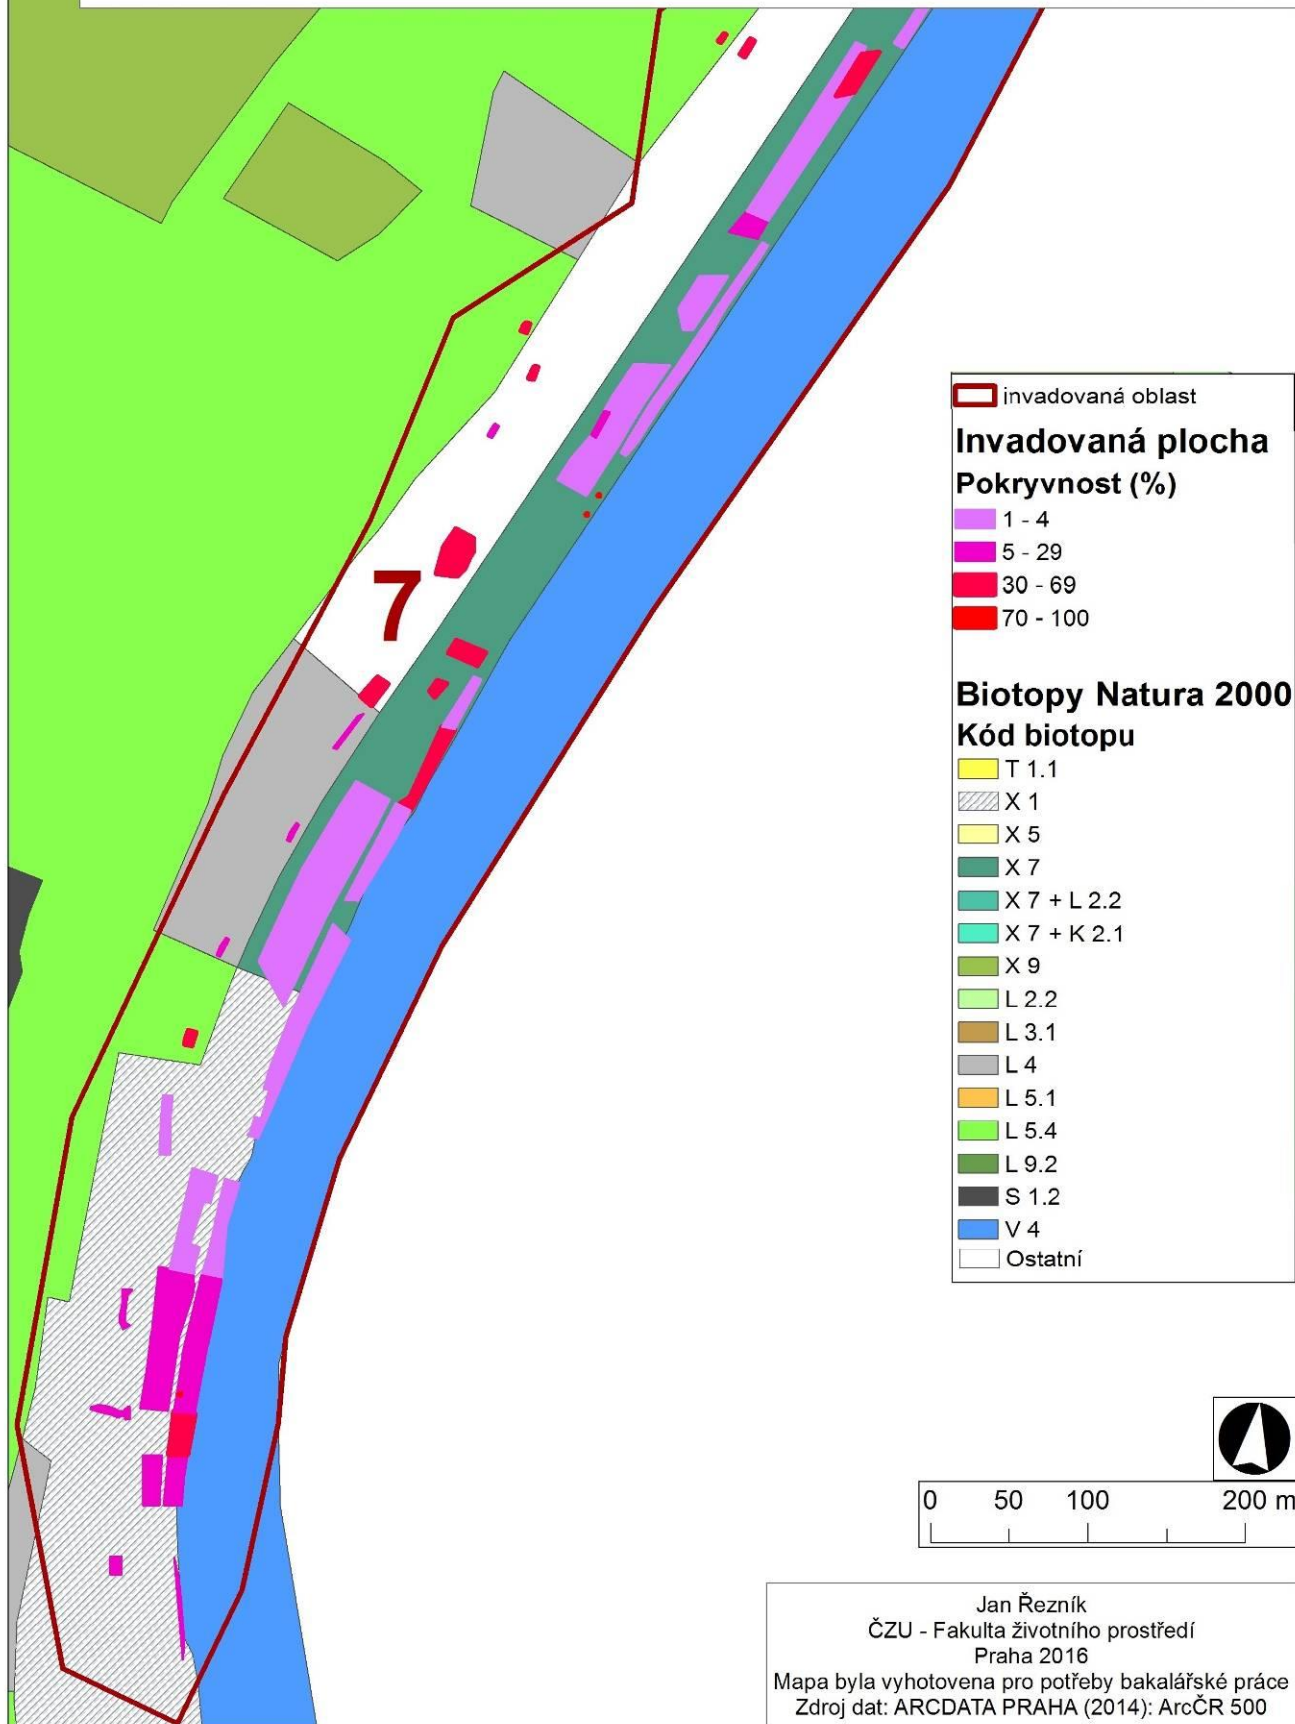 7
invadovaná oblast
Invadovaná plocha
Pokryvnost (%)
1 - 4
5 - 29
30 - 69
70 - 100
Biotopy Natura 2000
Kód biotopu
T 1.1
X 1
X 5
X 7
X 7 + L 2.2
X 7 + K 2.1
X 9
L 2.2
L 3.1
L 4
L 5.1
L 5.4
L 9.2
S 1.2
V 4
Ostatní
0 50 100 200 m
Jan Řezník
ČZU - Fakulta životního prostředí
Praha 2016
Mapa byla vyhotovena pro potřeby bakalářské práce
Zdroj dat: ARCDATA PRAHA (2014): ArcČR 500